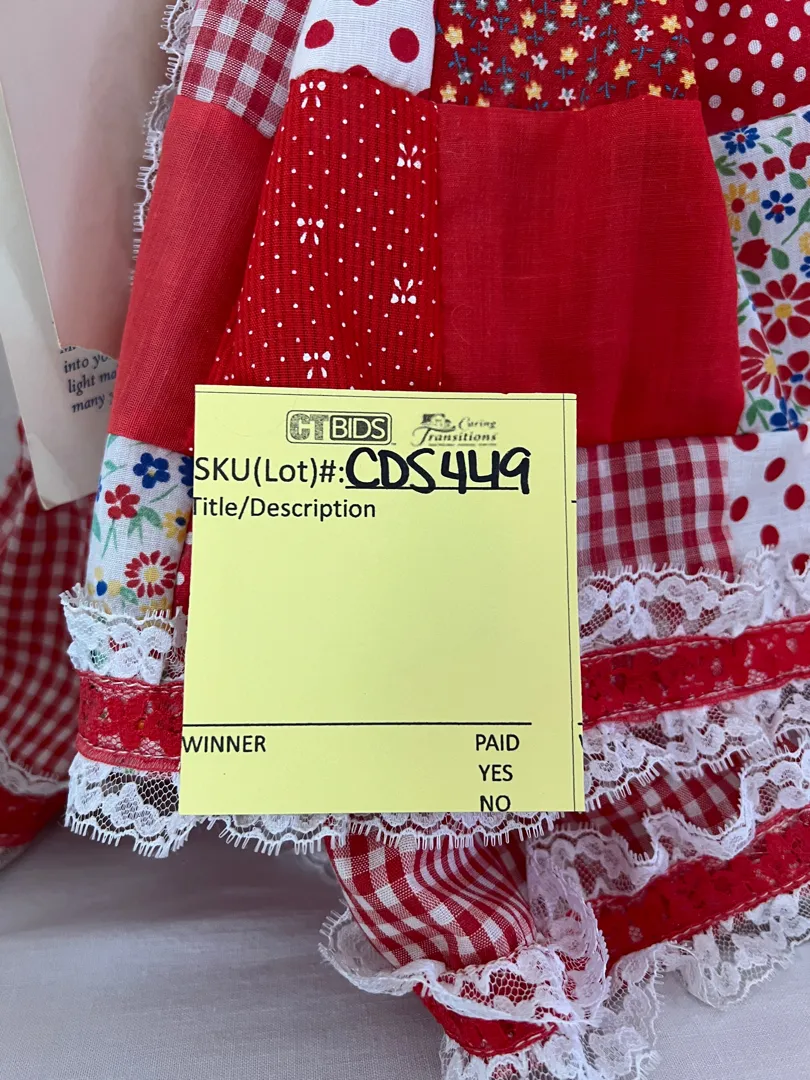 into yo
light ma
many
CTBIDS
Caring
Transitions
SKU(Lot)#:CDS449
Title/Description
WINNER
PAID
YES
NO